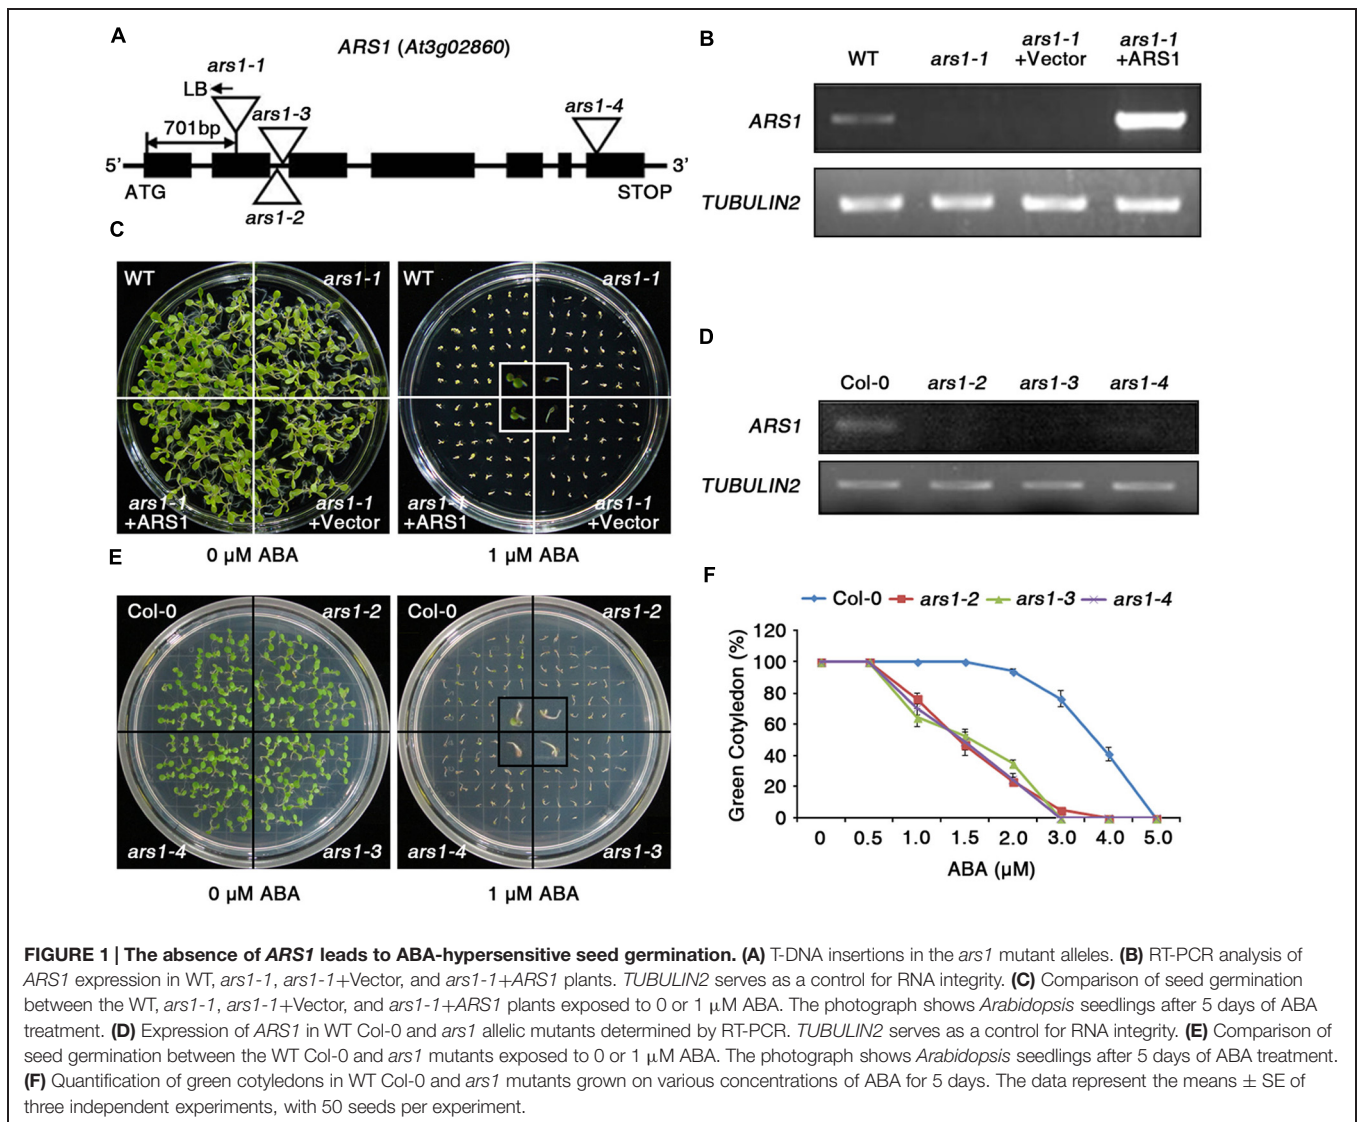 A
ARS1 (At3g02860)
ars1-1
LB
ars1-3
ars1-4
701bp
5'
3'
ATG
STOP
ars1-2
B
WT
ars1-1
ars1-1
+Vector
ars1-1
+ARS1
ARS1
TUBULIN2
C
WT
ars1-1
ars1-1
+ARS1
ars1-1
+Vector
0 µM ABA
WT
ars1-1
ars1-1
+ARS1
ars1-1
+Vector
1 µM ABA
D
Col-0
ars1-2
ars1-3
ars1-4
ARS1
TUBULIN2
E
Col-0
ars1-2
ars1-4
ars1-3
0 µM ABA
Col-0
ars1-2
ars1-4
ars1-3
1 µM ABA
F
Col-0
ars1-2
ars1-3
ars1-4
Green Cotyledon (%)
120
100
80
60
40
20
0
0
0.5
1.0
1.5
2.0
3.0
4.0
5.0
ABA (µM)
FIGURE 1 | The absence of ARS1 leads to ABA-hypersensitive seed germination. (A) T-DNA insertions in the ars1 mutant alleles. (B) RT-PCR analysis of
ARS1 expression in WT, ars1-1, ars1-1+Vector, and ars1-1+ARS1 plants. TUBULIN2 serves as a control for RNA integrity. (C) Comparison of seed germination
between the WT, ars1-1, ars1-1+Vector, and ars1-1+ARS1 plants exposed to 0 or 1 µM ABA. The photograph shows Arabidopsis seedlings after 5 days of ABA
treatment. (D) Expression of ARS1 in WT Col-0 and ars1 allelic mutants determined by RT-PCR. TUBULIN2 serves as a control for RNA integrity. (E) Comparison of
seed germination between the WT Col-0 and ars1 mutants exposed to 0 or 1 µM ABA. The photograph shows Arabidopsis seedlings after 5 days of ABA treatment.
(F) Quantification of green cotyledons in WT Col-0 and ars1 mutants grown on various concentrations of ABA for 5 days. The data represent the means ± SE of
three independent experiments, with 50 seeds per experiment.